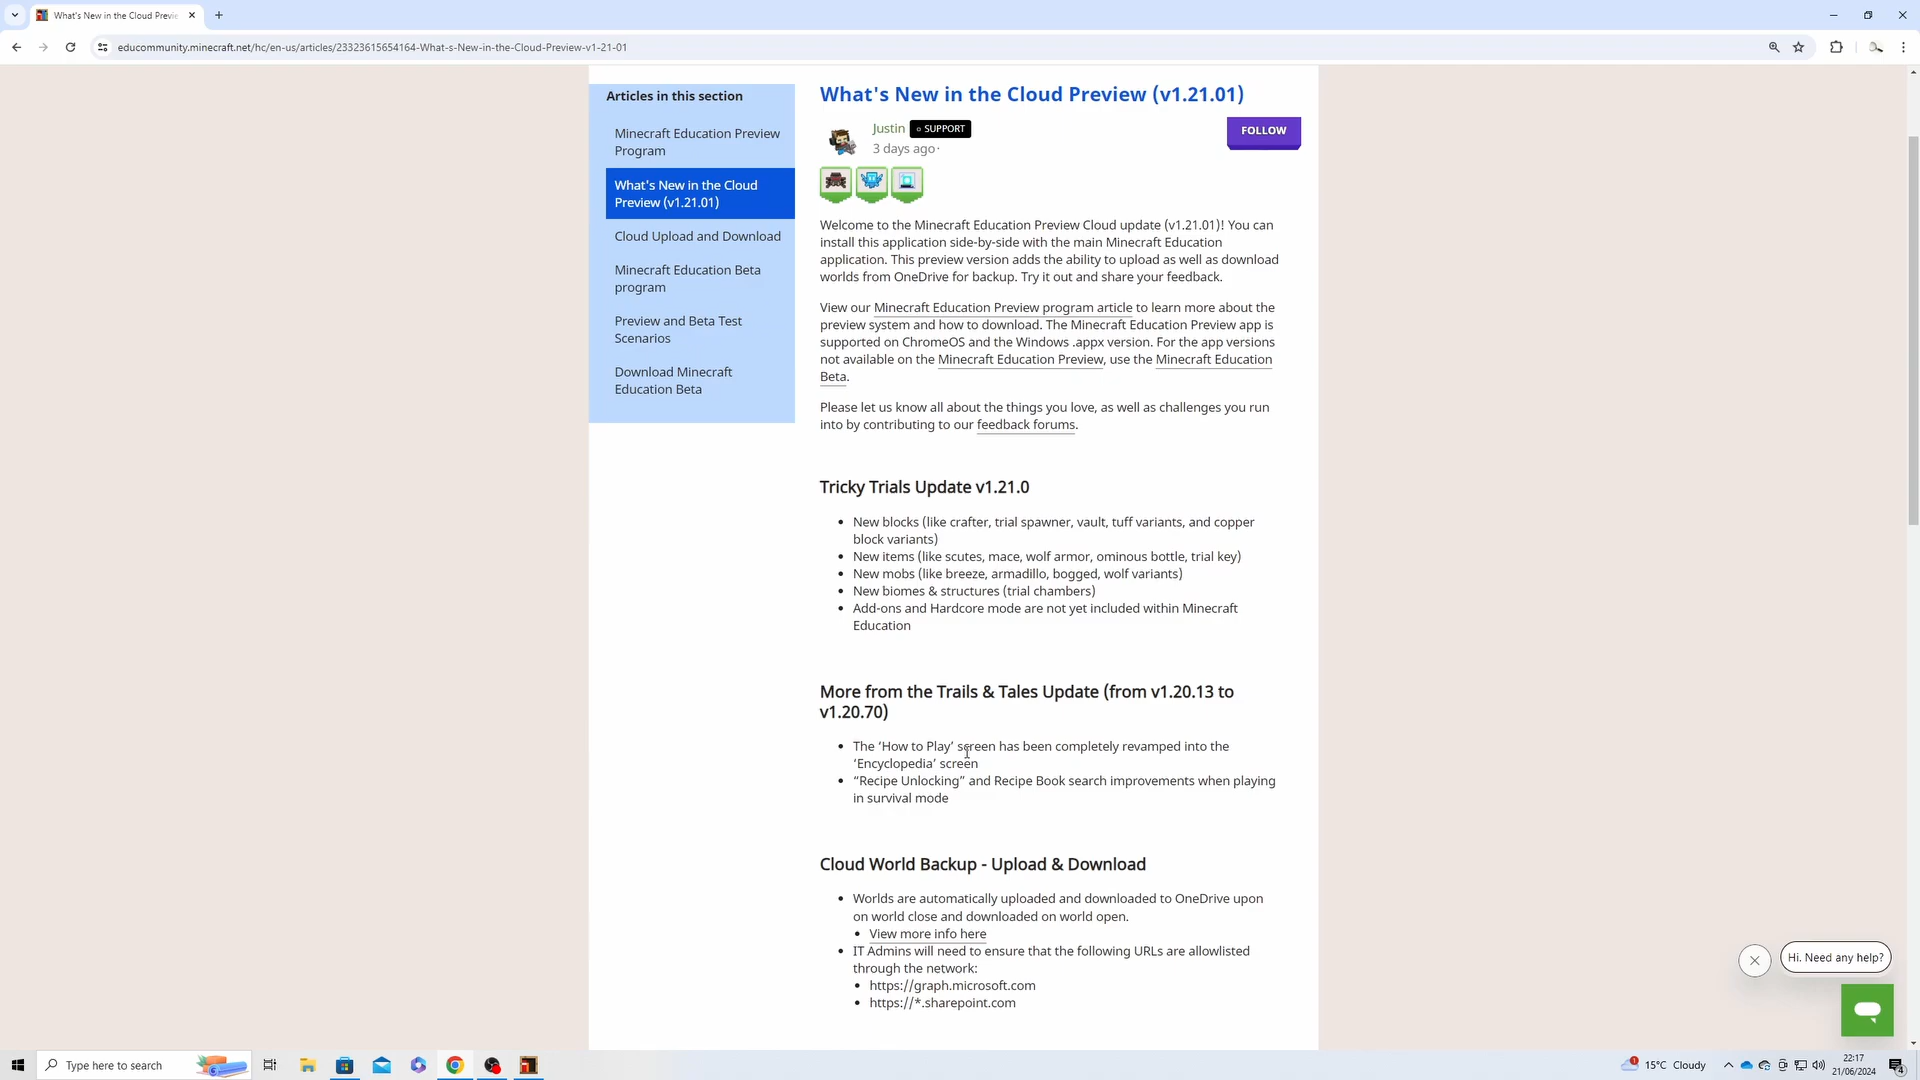 What's New in the Cloud Previe
educommunity.minecraft.net/hc/en-us/articles/23323615654164-What-s-New-in-the-Cloud-Preview-v1-21-01
Articles in this section
Minecraft Education Preview
Program
What's New in the Cloud
Preview (v1.21.01)
Cloud Upload and Download
Minecraft Education Beta
program
Preview and Beta Test
Scenarios
Download Minecraft
Education Beta
What's New in the Cloud Preview (v1.21.01)
Justin SUPPORT
3 days ago·
FOLLOW
Welcome to the Minecraft Education Preview Cloud update (v1.21.01)! You can
install this application side-by-side with the main Minecraft Education
application. This preview version adds the ability to upload as well as download
worlds from OneDrive for backup. Try it out and share your feedback.
View our Minecraft Education Preview program article to learn more about the
preview system and how to download. The Minecraft Education Preview app is
supported on ChromeOS and the Windows .appx version. For the app versions
not available on the Minecraft Education Preview, use the Minecraft Education
Beta.
Please let us know all about the things you love, as well as challenges you run
into by contributing to our feedback forums.
Tricky Trials Update v1.21.0
• New blocks (like crafter, trial spawner, vault, tuff variants, and copper
block variants)
• New items (like scutes, mace, wolf armor, ominous bottle, trial key)
• New mobs (like breeze, armadillo, bogged, wolf variants)
• New biomes & structures (trial chambers)
• Add-ons and Hardcore mode are not yet included within Minecraft
Education
More from the Trails & Tales Update (from v1.20.13 to
v1.20.70)
• The ‘How to Play’ screen has been completely revamped into the
‘Encyclopedia’ screen
• “Recipe Unlocking” and Recipe Book search improvements when playing
in survival mode
Cloud World Backup - Upload & Download
• Worlds are automatically uploaded and downloaded to OneDrive upon
on world close and downloaded on world open.
• View more info here
• IT Admins will need to ensure that the following URLs are allowlisted
through the network:
• https://graph.microsoft.com
• https://*.sharepoint.com
Hi. Need any help?
Type here to search
1
15°C Cloudy
22:17
21/06/2024
4